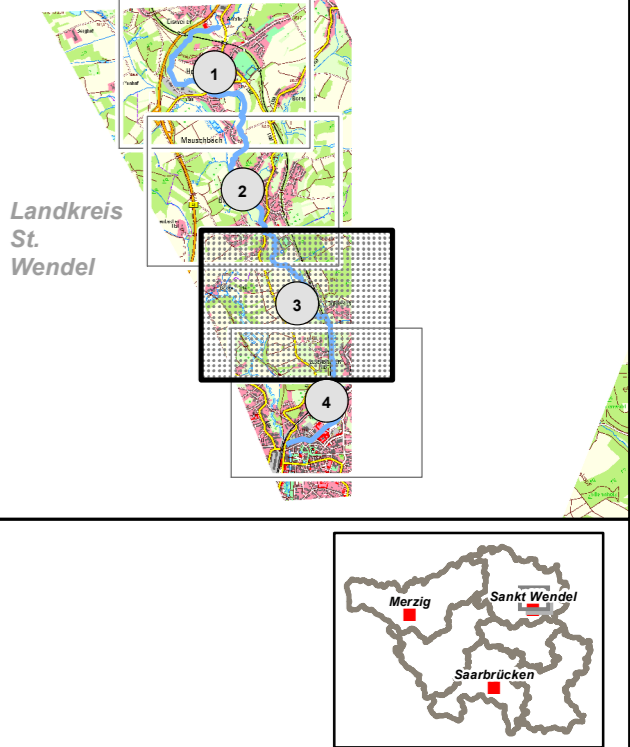 1
Mauschbach
2
Landkreis
St.
Wendel
3
4
Merzig
Sankt Wendel
Saarbrücken